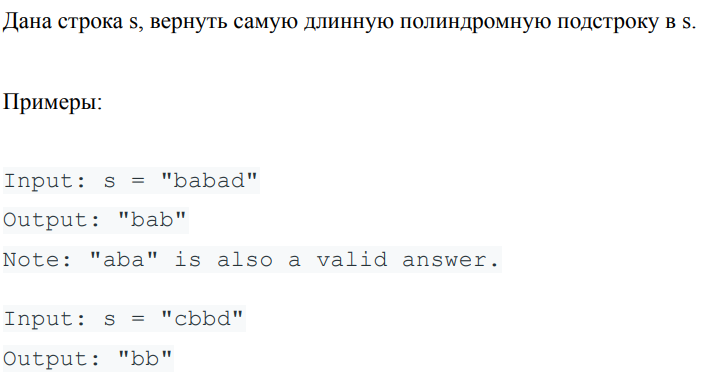 Дана строка s, вернуть самую длинную полиндромную подстроку в s.
Примеры:
Input: s = "babad"
Output: "bab"
Note: "aba" is also a valid answer.
Input: s = "cbbd"
Output: "bb"